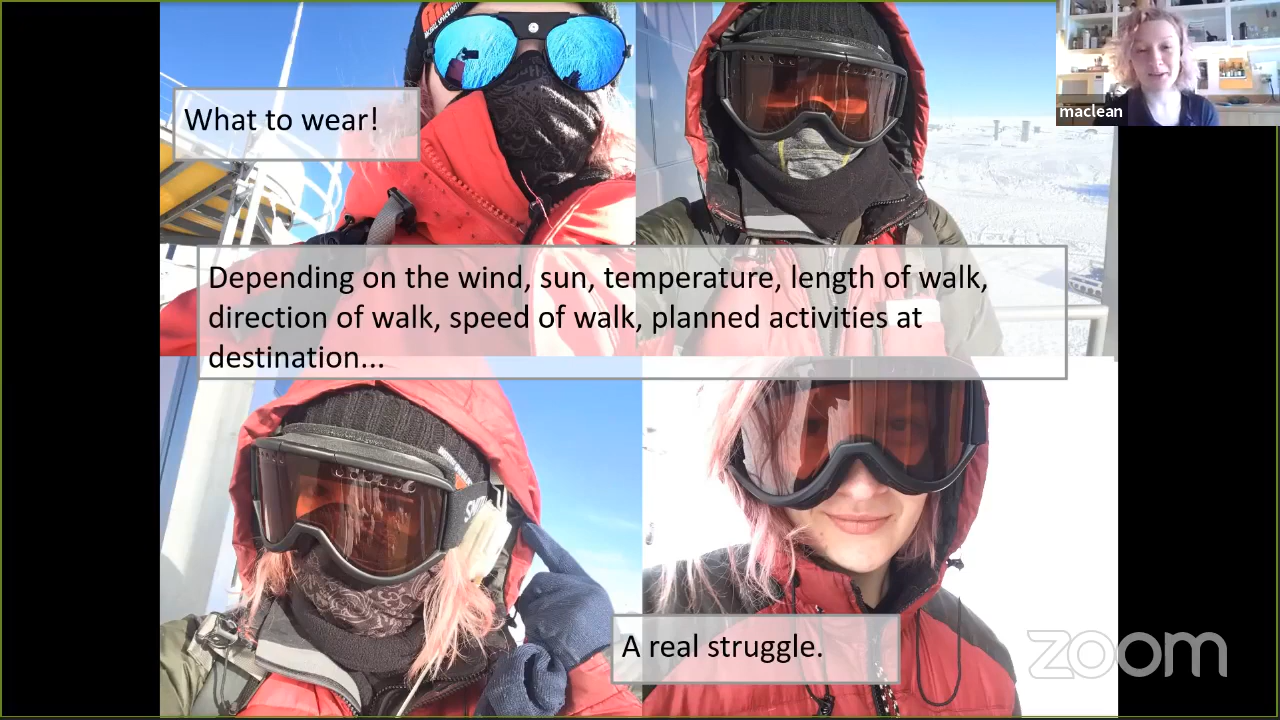 What to wear!
maclean
Depending on the wind, sun, temperature, length of walk,
direction of walk, speed of walk, planned activities at
destination...
A real struggle.
zoom